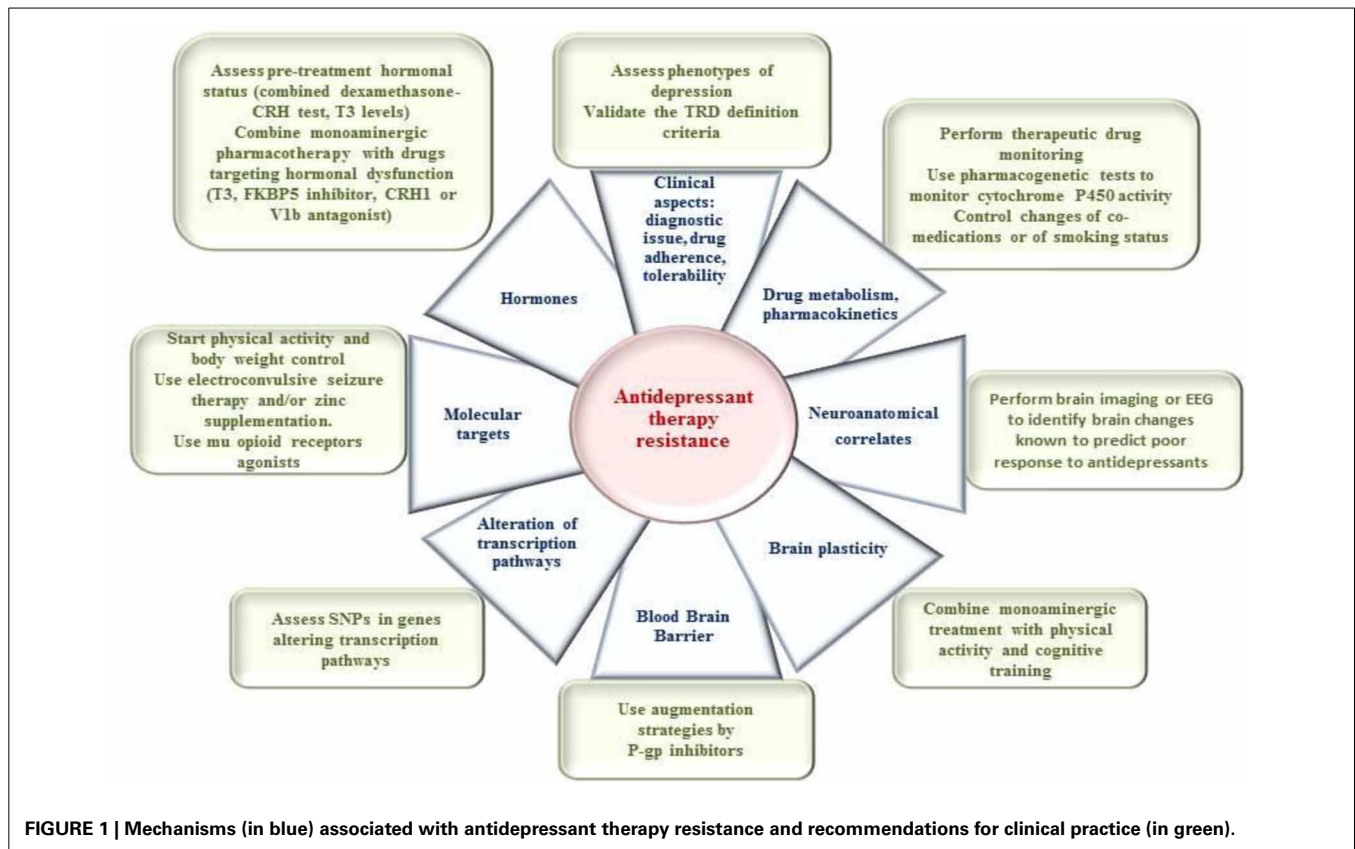 Assess pre-treatment hormonal
status (combined dexamethasone-
CRH test, T3 levels)
Combine monoaminergic
pharmacotherapy with drugs
targeting hormonal dysfunction
(T3, FKBP5 inhibitor, CRH1 or
V1b antagonist)
Assess phenotypes of
depression
Validate the TRD definition
criteria
Perform therapeutic drug
monitoring
Use pharmacogenetic tests to
monitor cytochrome P450 activity
Control changes of co-
medications or of smoking status
Clinical
aspects:
diagnostic
issue, drug
adherence,
tolerability
Hormones
Drug metabolism,
pharmacokinetics
Start physical activity and
body weight control
Use electroconvulsive seizure
therapy and/or zinc
supplementation.
Use mu opioid receptors
agonists
Molecular
targets
Antidepressant
therapy
resistance
Neuroanatomical
correlates
Perform brain imaging or EEG
to identify brain changes
known to predict poor
response to antidepressants
Alteration of
transcription
pathways
Brain plasticity
Blood Brain
Barrier
Assess SNPs in genes
altering transcription
pathways
Combine monoaminergic
treatment with physical
activity and cognitive
training
Use augmentation
strategies by
P-gp inhibitors
FIGURE 1 | Mechanisms (in blue) associated with antidepressant therapy resistance and recommendations for clinical practice (in green).